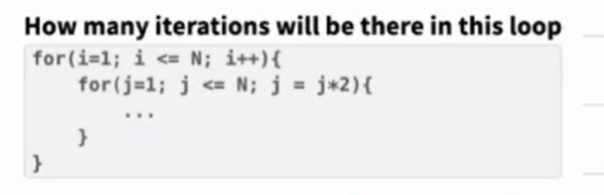 How many iterations will be there in this loop
for(i=1; i <= N; i++){
    for(j=1; j <= N; j = j*2){
        ...
    }
}